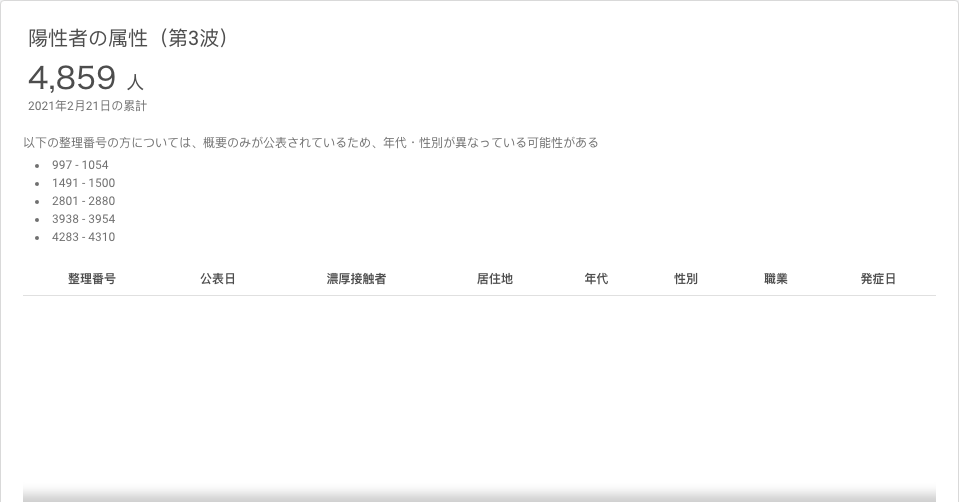 陽性者の属性（第3波）
4,859 人
2021年2月21日の累計
以下の整理番号の方については、概要のみが公表されているため、年代・性別が異なっている可能性がある
997 - 1054
1491 - 1500
2801 - 2880
3938 - 3954
4283 - 4310
整理番号 公表日 濃厚接触者 居住地 年代 性別 職業 発症日